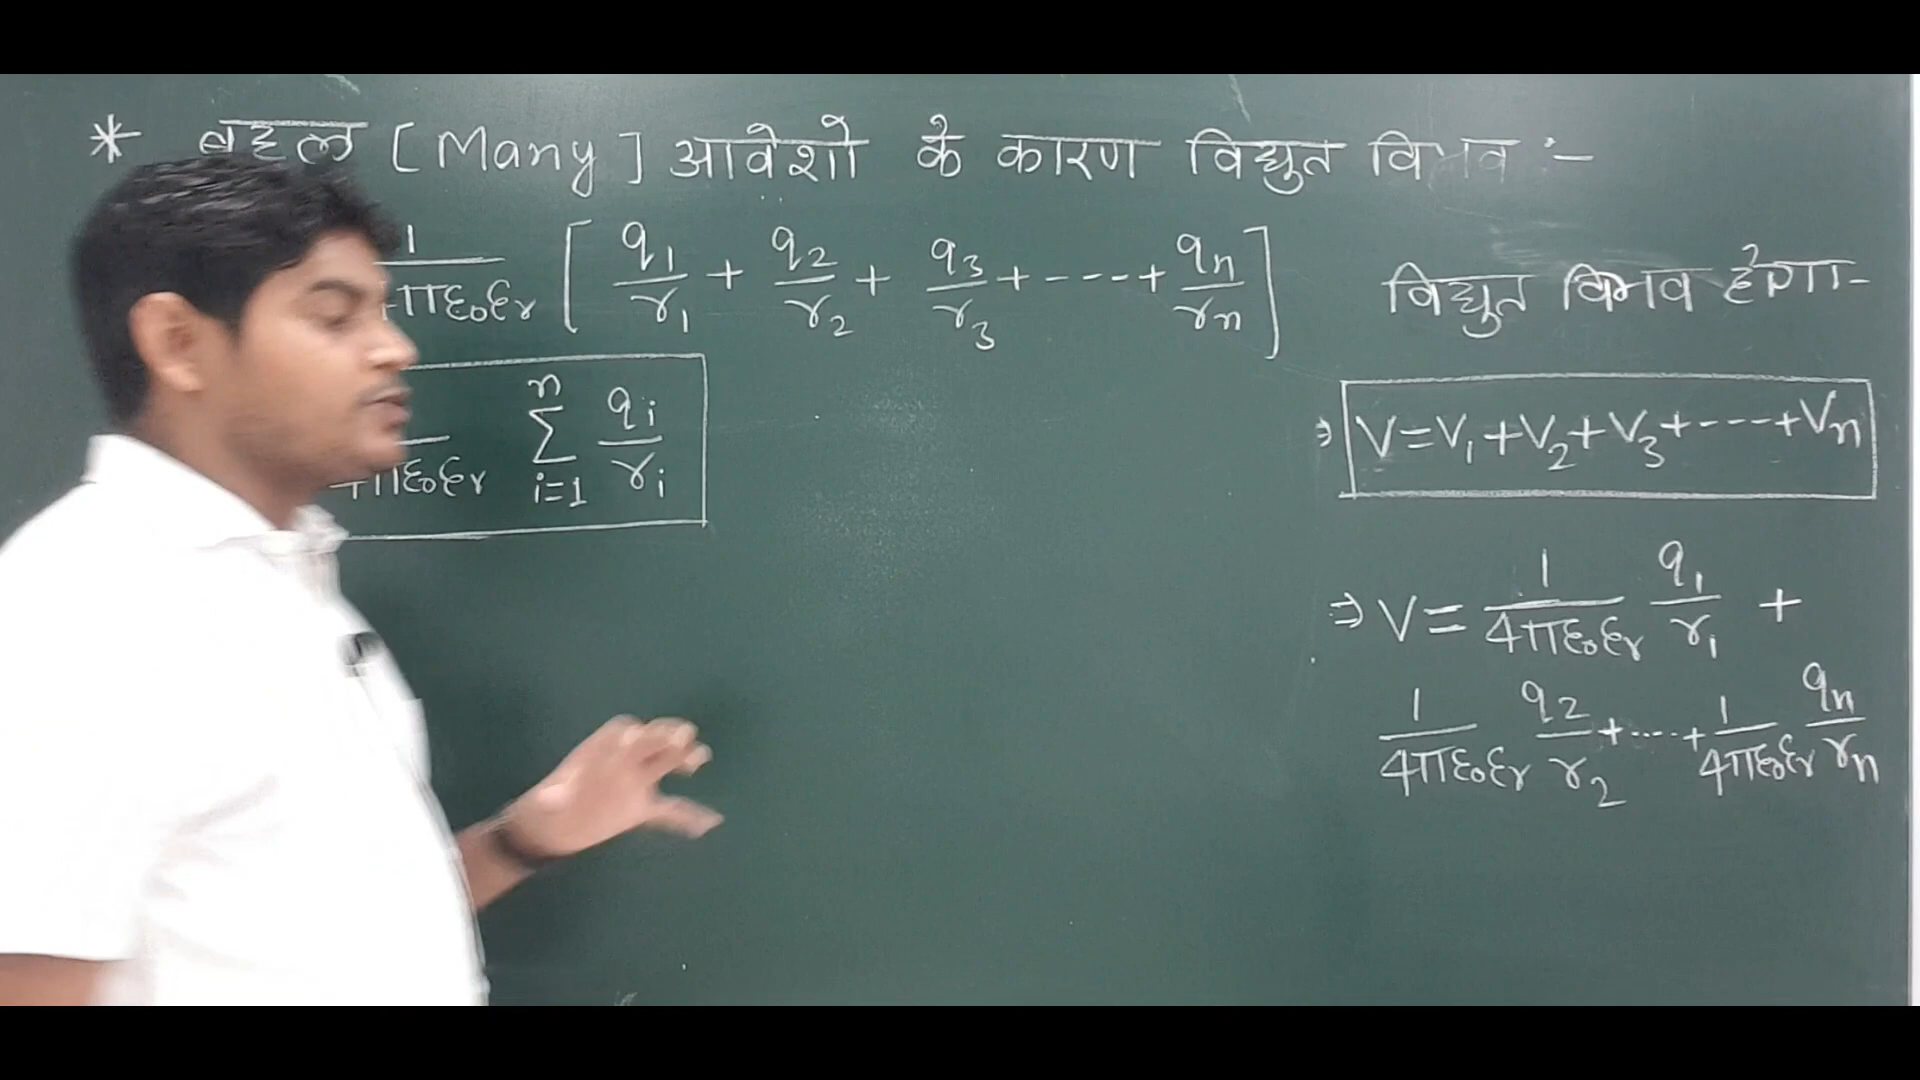 * बहुल [Many] आवेशो के कारण विद्युत विभव :-
1/4πε₀εᵣ [ q₁/r₁ + q₂/r₂ + q₃/r₃ + ---- + qn/rn ]
πε₀εᵣ n Σ i=1 qi/ri
विद्युत विभव होगा-
⇒ V=V₁+V₂+V₃+----+Vn
⇒ V = 1/4πε₀εᵣ q₁/r₁ +
1/4πε₀εᵣ q₂/r₂ + ---- + 1/4πε₀εᵣ qn/rn